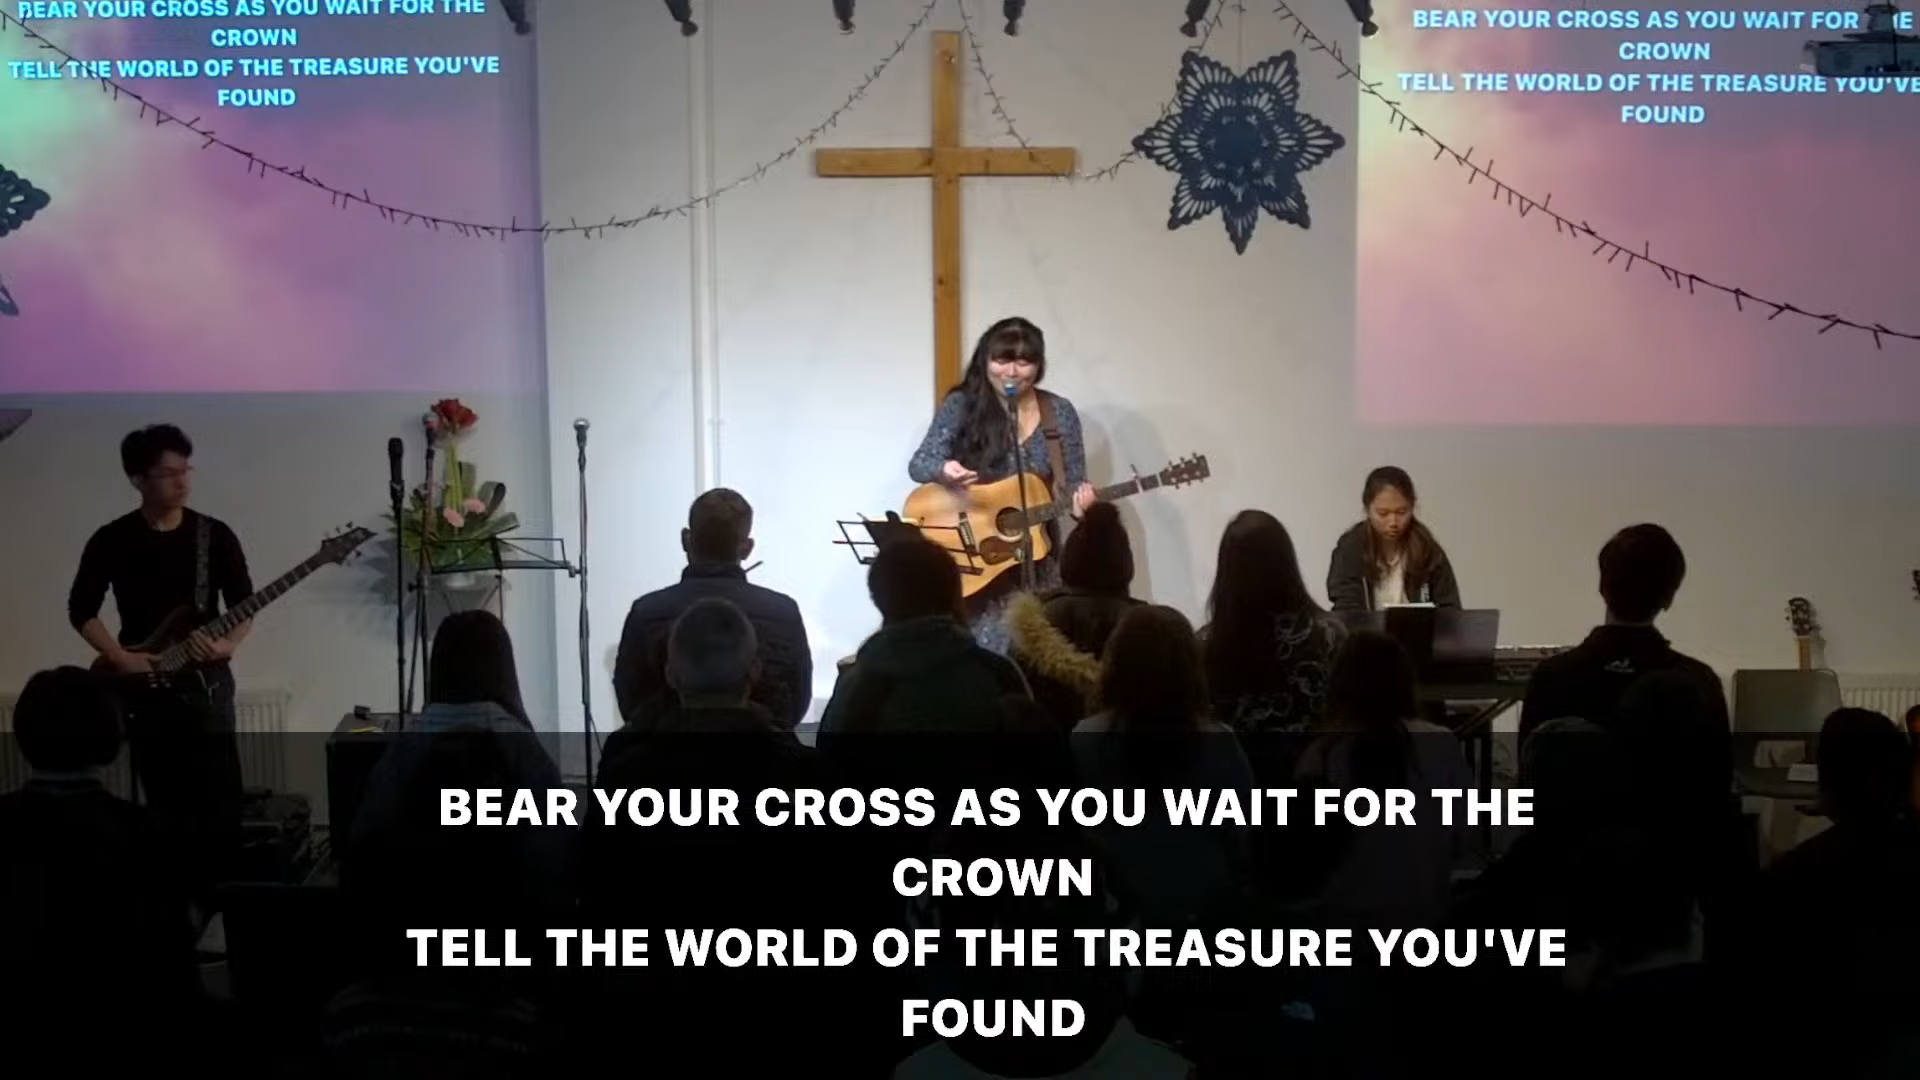 BEAR YOUR CROSS AS YOU WAIT FOR THE
CROWN
TELL THE WORLD OF THE TREASURE YOU'VE
FOUND
BEAR YOUR CROSS AS YOU WAIT FOR
CROWN
TELL THE WORLD OF THE TREASURE YOU'VE
FOUND
BEAR YOUR CROSS AS YOU WAIT FOR THE
CROWN
TELL THE WORLD OF THE TREASURE YOU'VE
FOUND